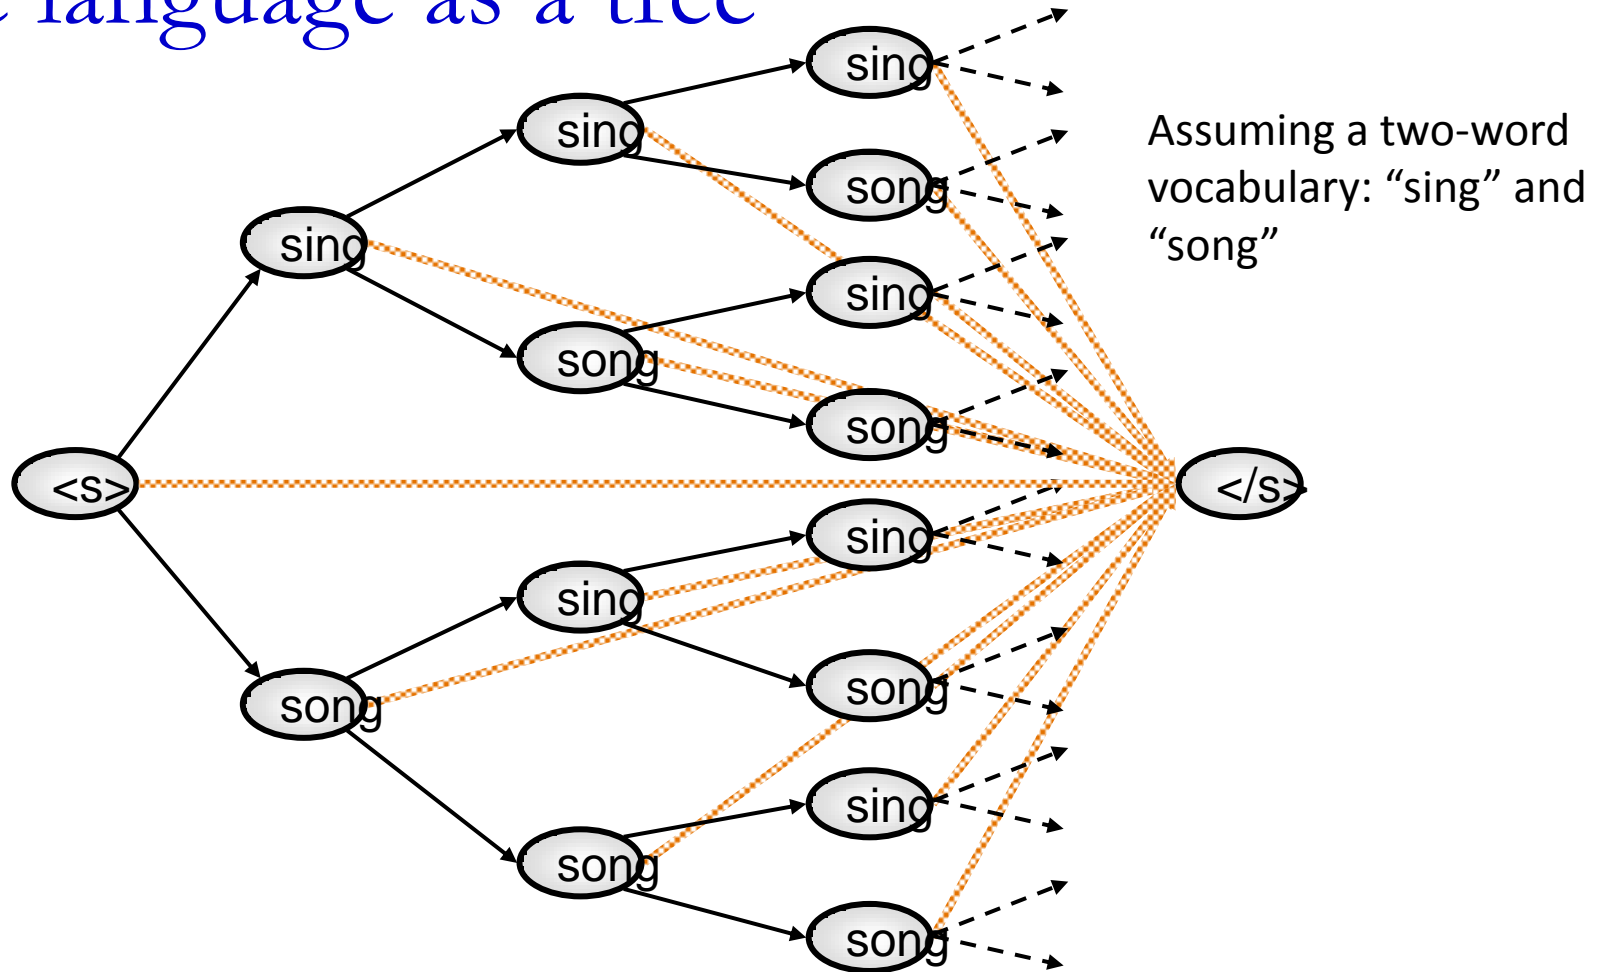 language as a tree
Assuming a two-word
vocabulary: “sing” and
“song”
sing
sing
song
sing
sing
song
song
<s>
</s>
sing
sing
song
song
sing
song
song